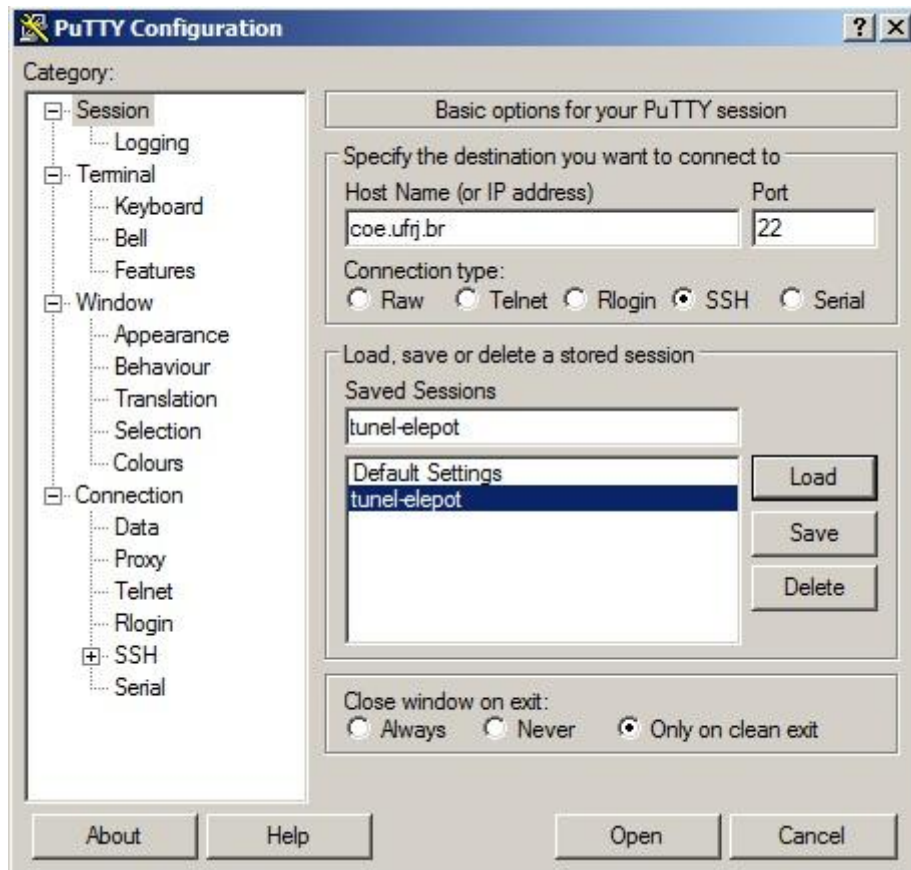 PuTTY Configuration
Category:
Session
Logging
Terminal
Keyboard
Bell
Features
Window
Appearance
Behaviour
Translation
Selection
Colours
Connection
Data
Proxy
Telnet
Rlogin
SSH
Serial
Basic options for your PuTTY session
Specify the destination you want to connect to
Host Name (or IP address) Port
coe.ufrj.br 22
Connection type:
Raw Telnet Rlogin SSH Serial
Load, save or delete a stored session
Saved Sessions
tunel-elepot
Default Settings
tunel-elepot
Load
Save
Delete
Close window on exit:
Always Never Only on clean exit
About Help Open Cancel